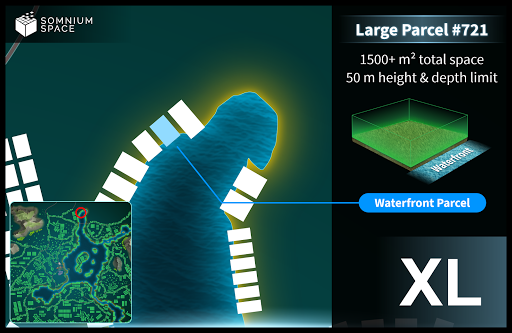 SOMNIUM
SPACE
Large Parcel #721
1500+ m² total space
50 m height & depth limit
Waterfront
Waterfront Parcel
XL